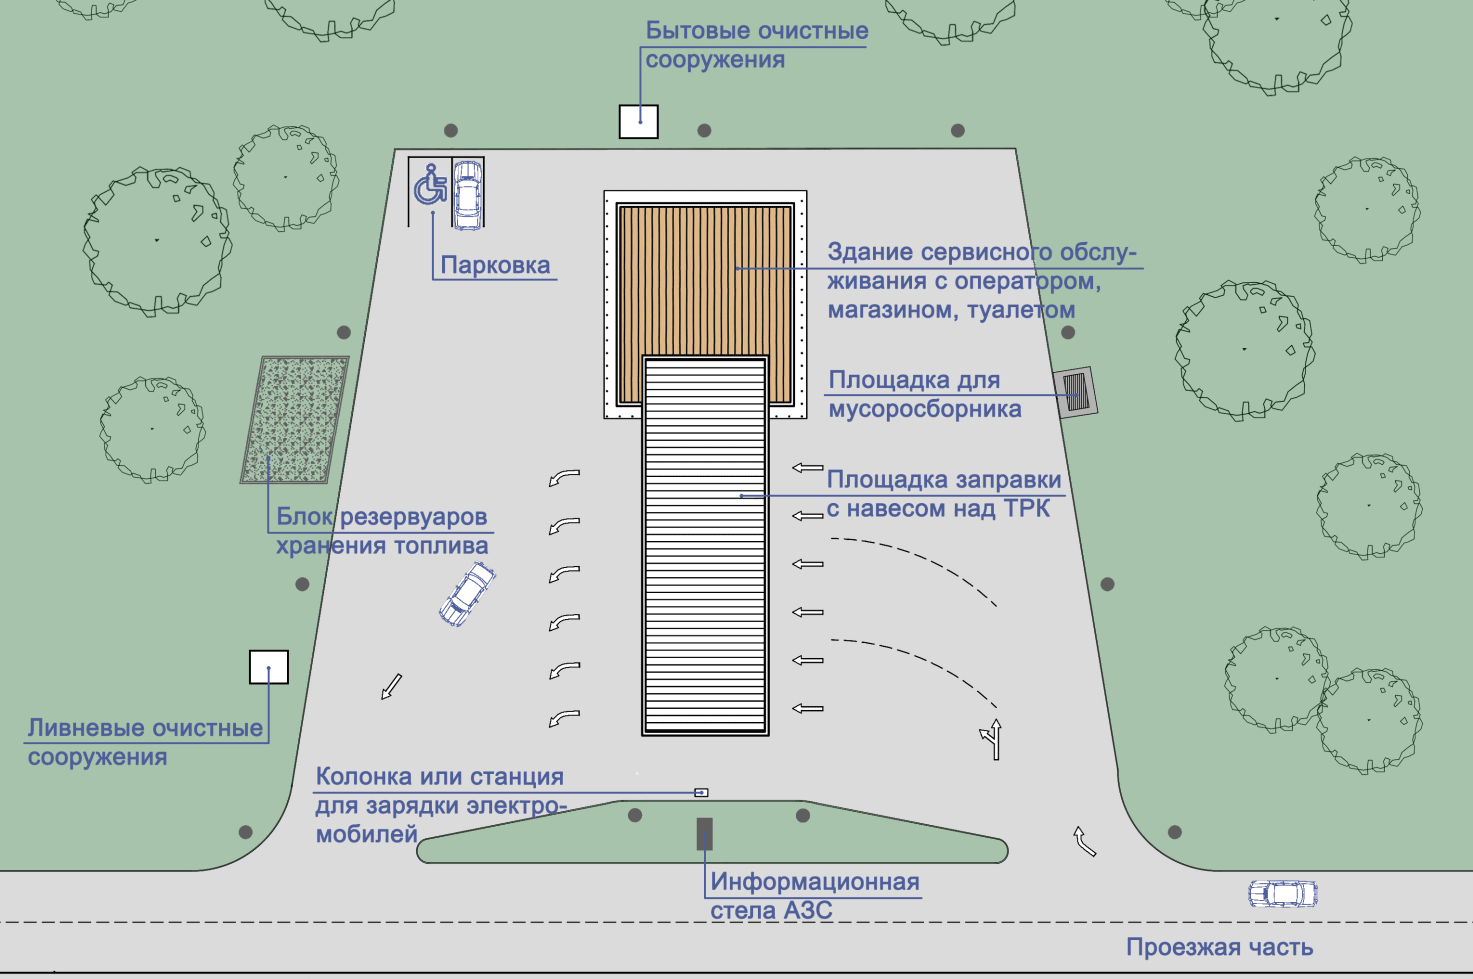 Бытовые очистные
сооружения
Парковка
Здание сервисного обслу-
живания с оператором,
магазином, туалетом
Площадка для
мусоросборника
Площадка заправки
с навесом над ТРК
Блок резервуаров
хранения топлива
Ливневые очистные
сооружения
Колонка или станция
для зарядки электро-
мобилей
Информационная
стела АЗС
Проезжая часть